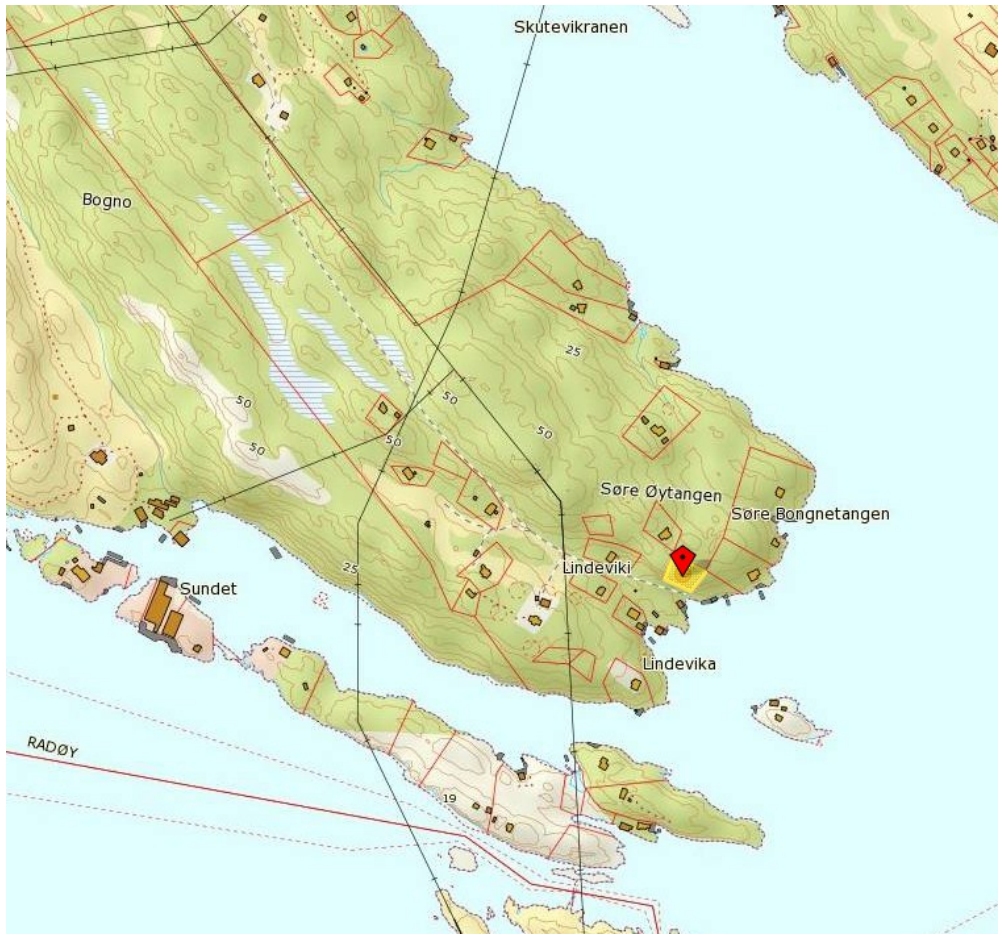 Skutevikranen
Bogno
25
50
50
50
50
50
Søre Øytangen
Søre Bongnetangen
Lindeviki
25
Sundet
Lindevika
RADØY
19